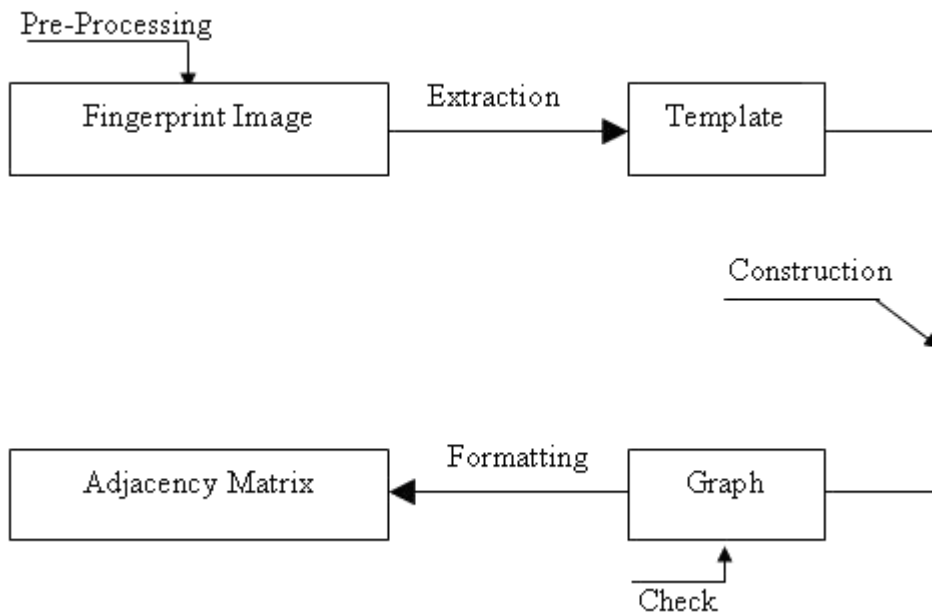 Pre-Processing
Fingerprint Image
Extraction
Template
Construction
Adjacency Matrix
Formatting
Graph
Check